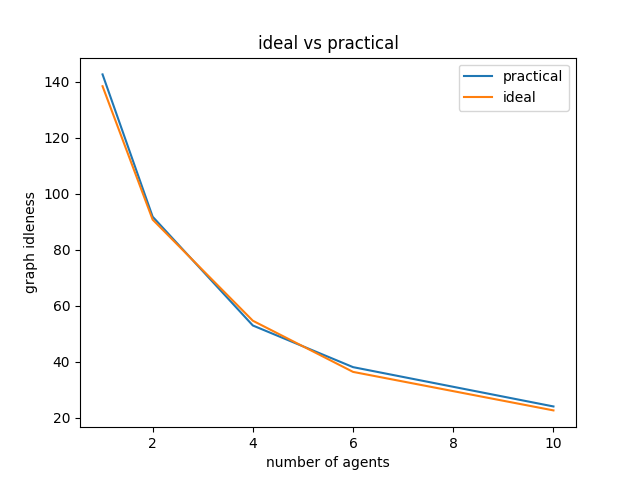 ideal vs practical
practical
ideal
140
120
100
80
60
40
20
graph idleness
2 4 6 8 10
number of agents